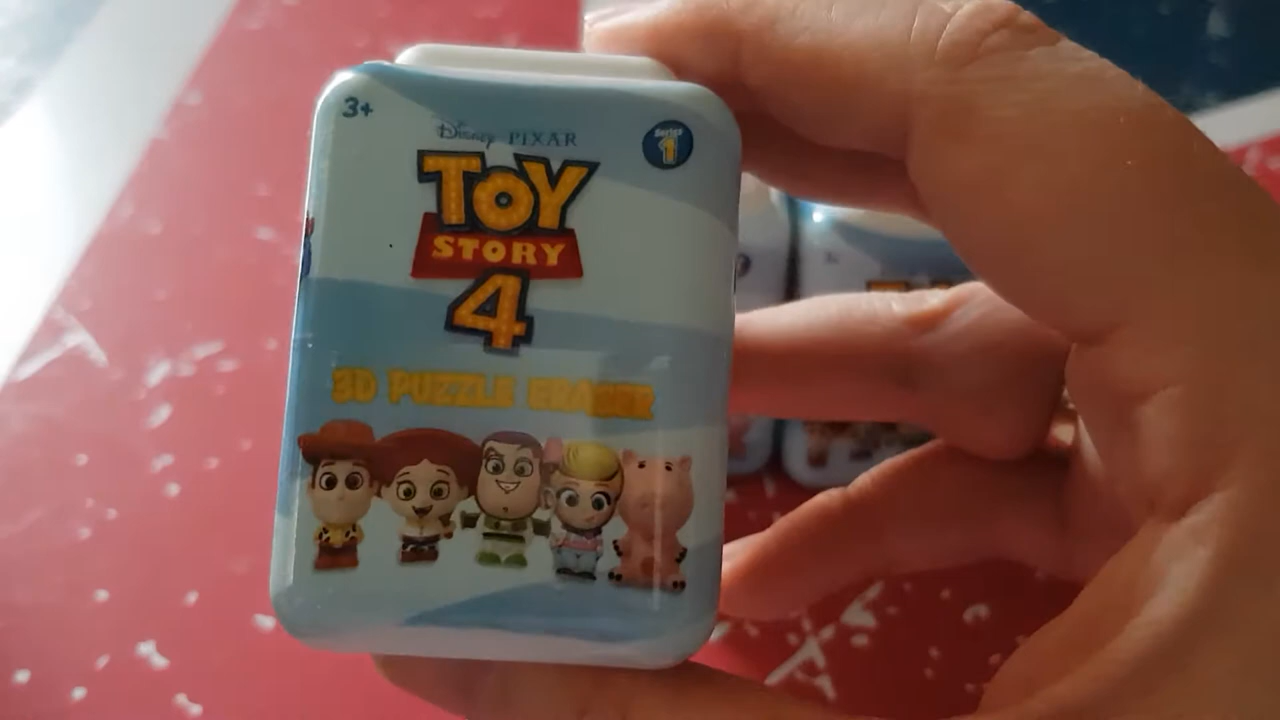 3+
Disney PIXAR
Series
1
TOY
STORY
4
3D PUZZLE ERASER